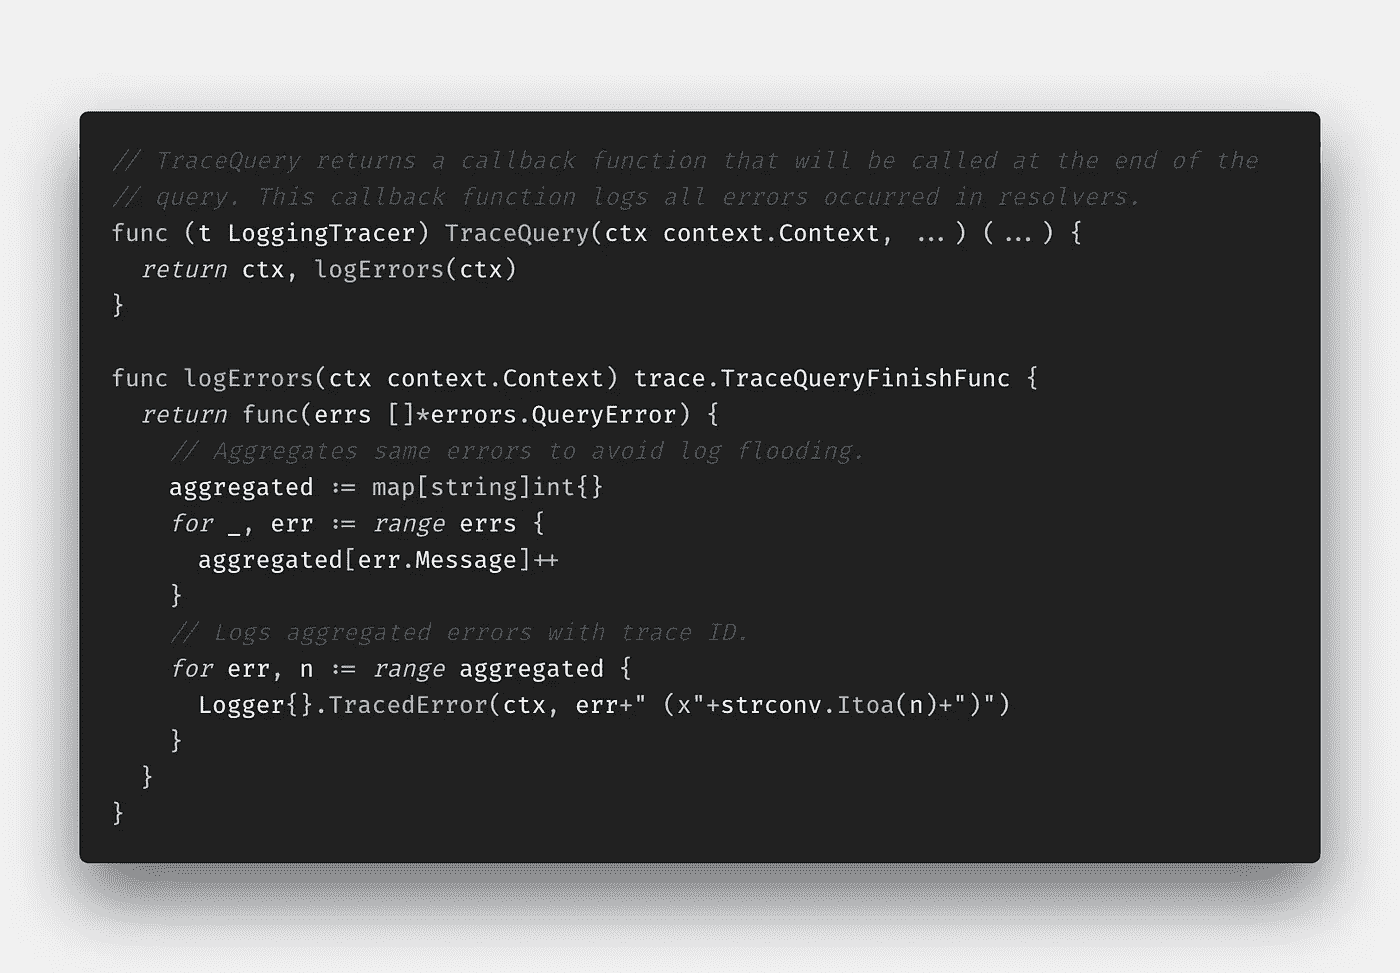 // TraceQuery returns a callback function that will be called at the end of the
// query. This callback function logs all errors occurred in resolvers.
func (t LoggingTracer) TraceQuery(ctx context.Context, ...) (...) {
  return ctx, logErrors(ctx)
}

func logErrors(ctx context.Context) trace.TraceQueryFinishFunc {
  return func(errs []*errors.QueryError) {
    // Aggregates same errors to avoid log flooding.
    aggregated := map[string]int{}
    for _, err := range errs {
      aggregated[err.Message]++
    }
    // Logs aggregated errors with trace ID.
    for err, n := range aggregated {
      Logger{}.TracedError(ctx, err+" (x"+strconv.Itoa(n)+")")
    }
  }
}